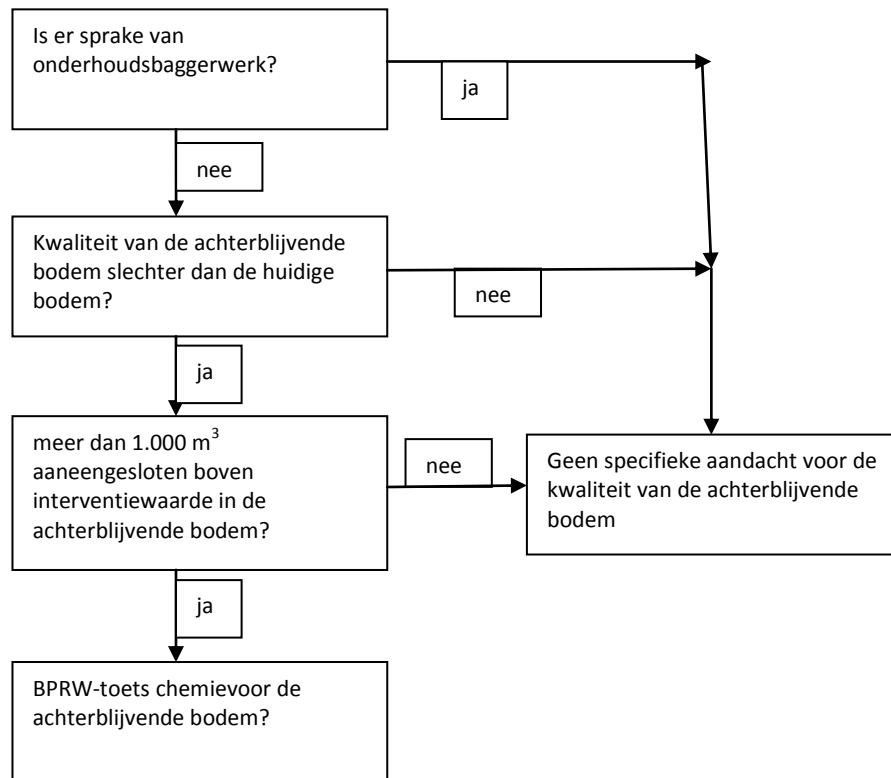 Is er sprake van
onderhoudsbaggerwerk?
ja
nee
Kwaliteit van de achterblijvende
bodem slechter dan de huidige
bodem?
nee
ja
meer dan 1.000 m³
aaneengesloten boven
interventiewaarde in de
achterblijvende bodem?
nee
Geen specifieke aandacht voor de
kwaliteit van de achterblijvende
bodem
ja
BPRW-toets chemievoor de
achterblijvende bodem?